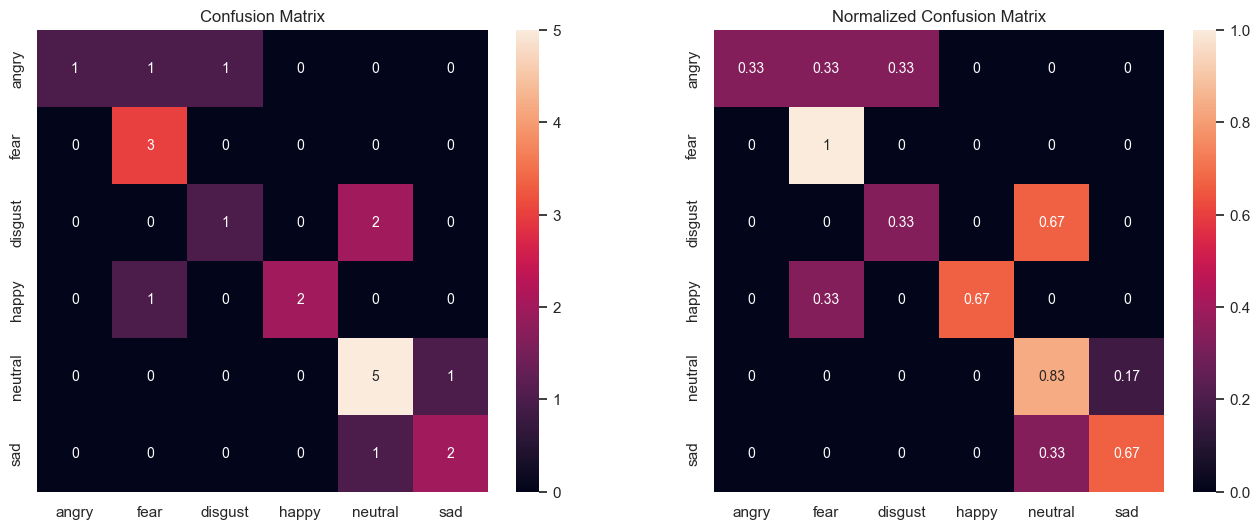 Confusion Matrix
angry 1 1 1 0 0 0
fear 0 3 0 0 0 0
disgust 0 0 1 0 2 0
happy 0 1 0 2 0 0
neutral 0 0 0 0 5 1
sad 0 0 0 0 1 2
angry fear disgust happy neutral sad
5
4
3
2
1
0
Normalized Confusion Matrix
angry 0.33 0.33 0.33 0 0 0
fear 0 1 0 0 0 0
disgust 0 0 0.33 0 0.67 0
happy 0 0.33 0 0.67 0 0
neutral 0 0 0 0 0.83 0.17
sad 0 0 0 0 0.33 0.67
angry fear disgust happy neutral sad
1.0
0.8
0.6
0.4
0.2
0.0